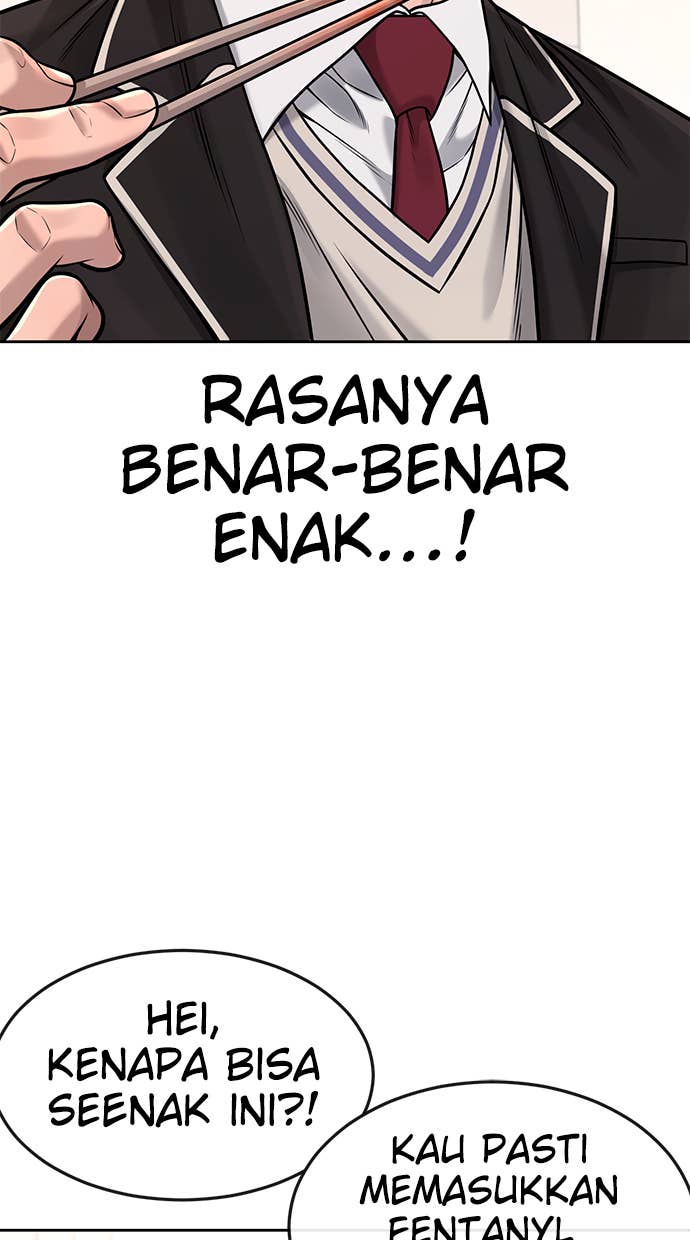 RASANYA
BENAR-BENAR
ENAK...!
HEI,
KENAPA BISA
SEENAK INI?!
KAU PASTI
MEMASUKKAN
FENTANYL